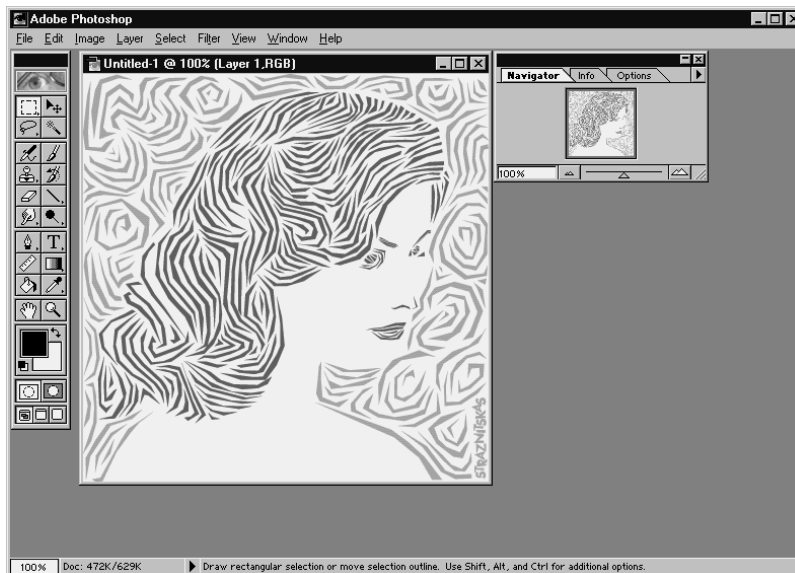 Adobe Photoshop
File Edit Image Layer Select Filter View Window Help
Untitled-1 @ 100% (Layer 1,RGB)
Navigator Info Options
100%
T
STRAZNITSKAS
100% Doc: 472K/629K Draw rectangular selection or move selection outline. Use Shift, Alt, and Ctrl for additional options.